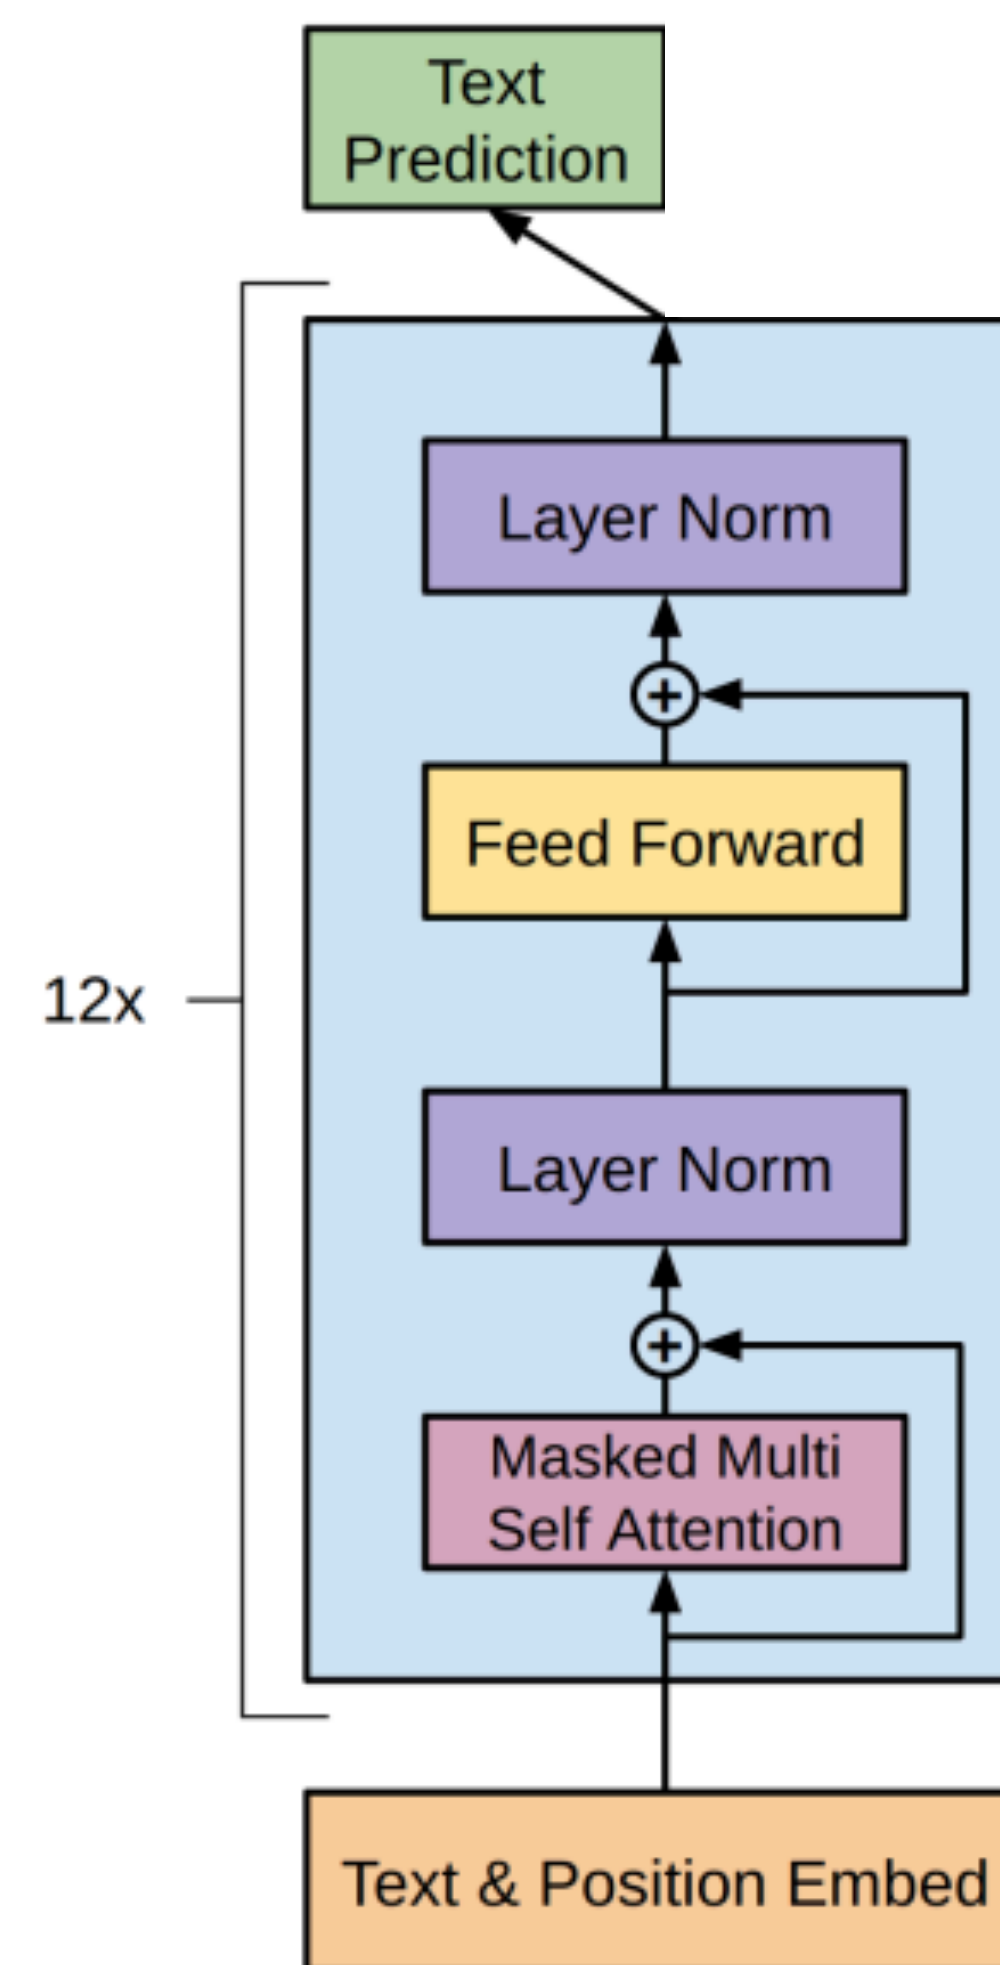 Text
Prediction
Layer Norm
+
Feed Forward
12x
Layer Norm
+
Masked Multi
Self Attention
Text & Position Embed